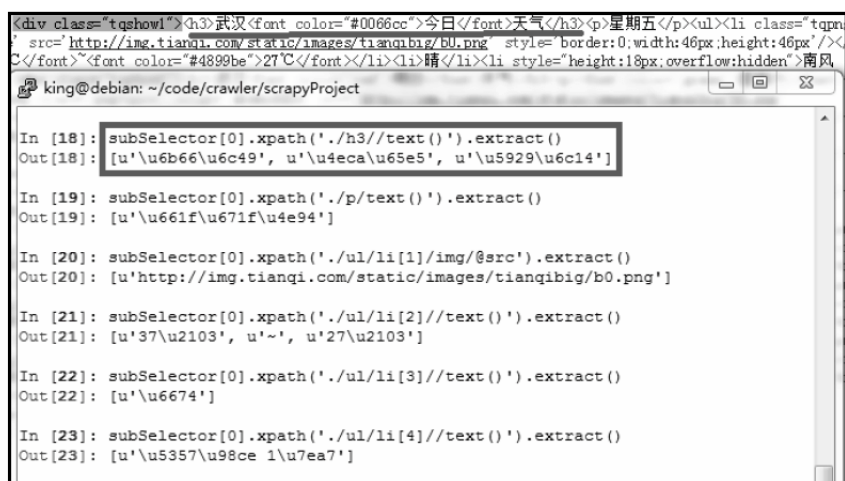 <div class="tqshow1"><h3>武汉<font color="#0066cc">今日</font>天气</h3><p>星期五</p><ul><li class="tqpn
' src='http://img.tianqi.com/static/images/tianqibig/b0.png' style='border:0;width:46px;height:46px'/></
C</font>~<font color="#4899be">27℃</font></li><li>晴</li><li style="height:18px;overflow:hidden">南风
king@debian: ~/code/crawler/scrapyProject
In [18]: subSelector[0].xpath('./h3//text()').extract()
Out[18]: [u'\u6b66\u6c49', u'\u4eca\u65e5', u'\u5929\u6c14']
In [19]: subSelector[0].xpath('./p/text()').extract()
Out[19]: [u'\u661f\u671f\u4e94']
In [20]: subSelector[0].xpath('./ul/li[1]/img/@src').extract()
Out[20]: [u'http://img.tianqi.com/static/images/tianqibig/b0.png']
In [21]: subSelector[0].xpath('./ul/li[2]//text()').extract()
Out[21]: [u'37\u2103', u'~', u'27\u2103']
In [22]: subSelector[0].xpath('./ul/li[3]//text()').extract()
Out[22]: [u'\u6674']
In [23]: subSelector[0].xpath('./ul/li[4]//text()').extract()
Out[23]: [u'\u5357\u98ce 1\u7ea7']